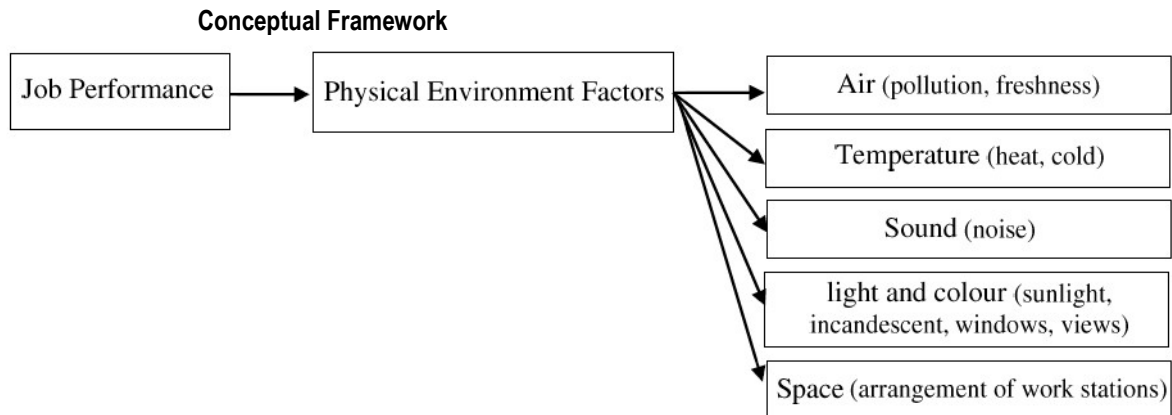 Conceptual Framework
Job Performance
Physical Environment Factors
Air (pollution, freshness)
Temperature (heat, cold)
Sound (noise)
light and colour (sunlight,
incandescent, windows, views)
Space (arrangement of work stations)